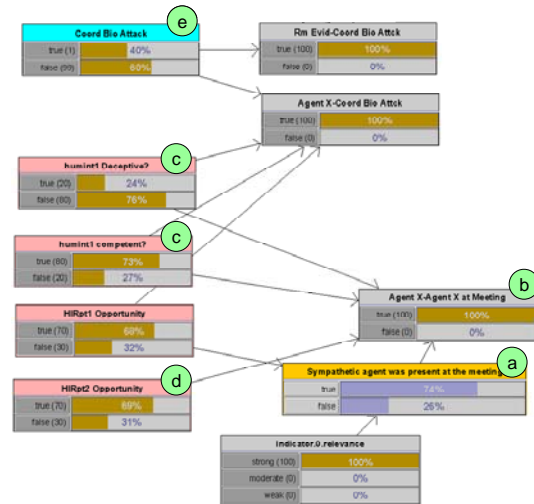 Coord Bio Attack
true (1) 40%
false (99) 60%
e
Rm Evid-Coord Bio Attck
true (100) 100%
false (0) 0%
Agent X-Coord Bio Attck
true (100) 100%
false (0) 0%
humint1 Deceptive?
true (20) 24%
false (80) 76%
c
humint1 competent?
true (80) 73%
false (20) 27%
c
HIRpt1 Opportunity
true (70) 68%
false (30) 32%
Agent X-Agent X at Meeting
true (100) 100%
false (0) 0%
b
HIRpt2 Opportunity
true (70) 69%
false (30) 31%
d
Sympathetic agent was present at the meeting
true 74%
false 26%
a
Indicator.0.relevance
strong (100) 100%
moderate (0) 0%
weak (0) 0%